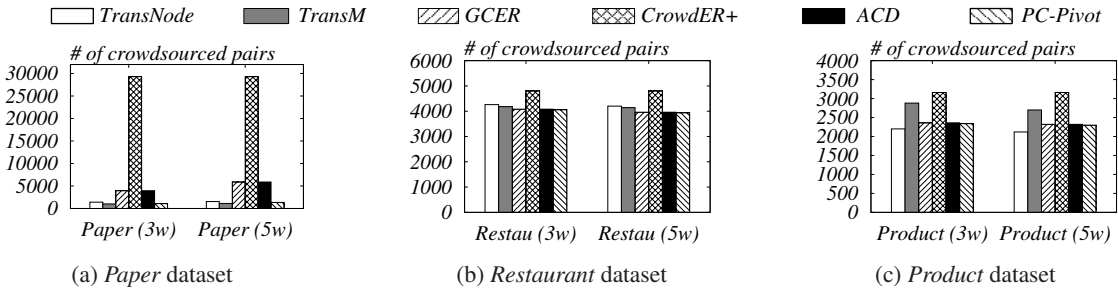 TransNode TransM GCER CrowdER+ ACD PC-Pivot
# of crowdsourced pairs
30000
25000
20000
15000
10000
5000
0
Paper (3w) Paper (5w)
(a) Paper dataset
# of crowdsourced pairs
6000
5000
4000
3000
2000
1000
0
Restau (3w) Restau (5w)
(b) Restaurant dataset
# of crowdsourced pairs
4000
3500
3000
2500
2000
1500
1000
500
0
Product (3w) Product (5w)
(c) Product dataset